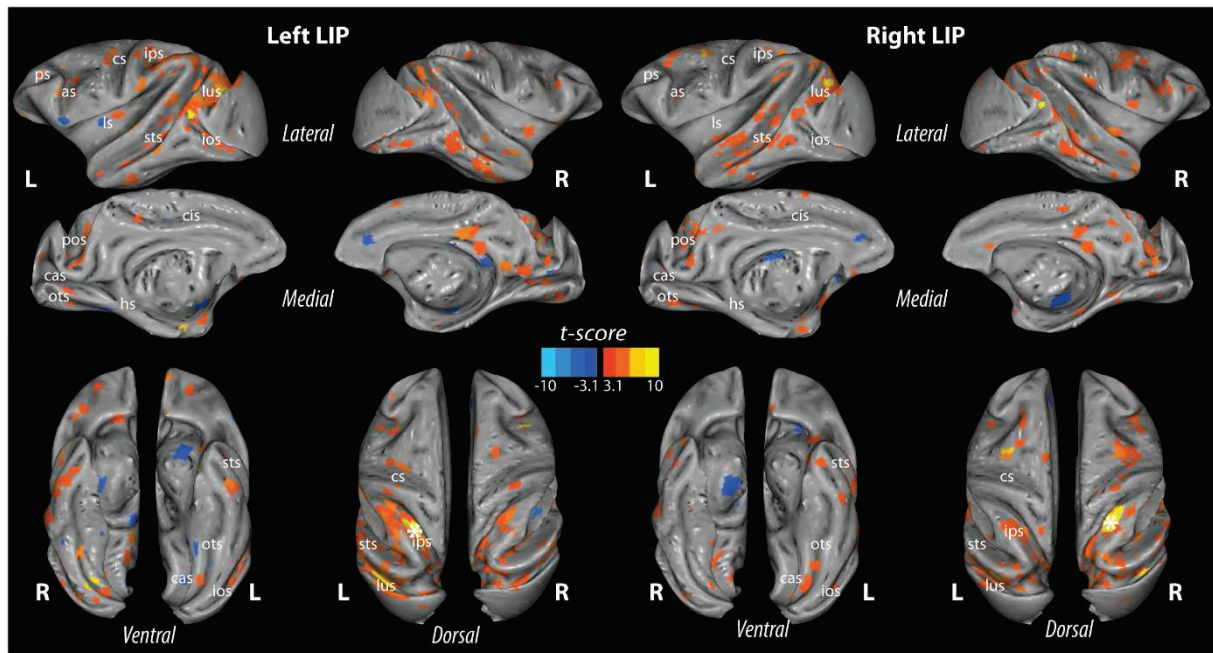 Left LIP Right LIP
ps as cs ips lus ls sts ios Lateral ps as cs ips lus ls sts ios Lateral
L R L R
pos cis cas ots hs Medial pos cis cas ots hs Medial
t-score
-10 -3.1 3.1 10
sts ots cas ios cs sts * ips lus sts ots cas ios cs ips * sts lus
R L L R R L L R
Ventral Dorsal Ventral Dorsal